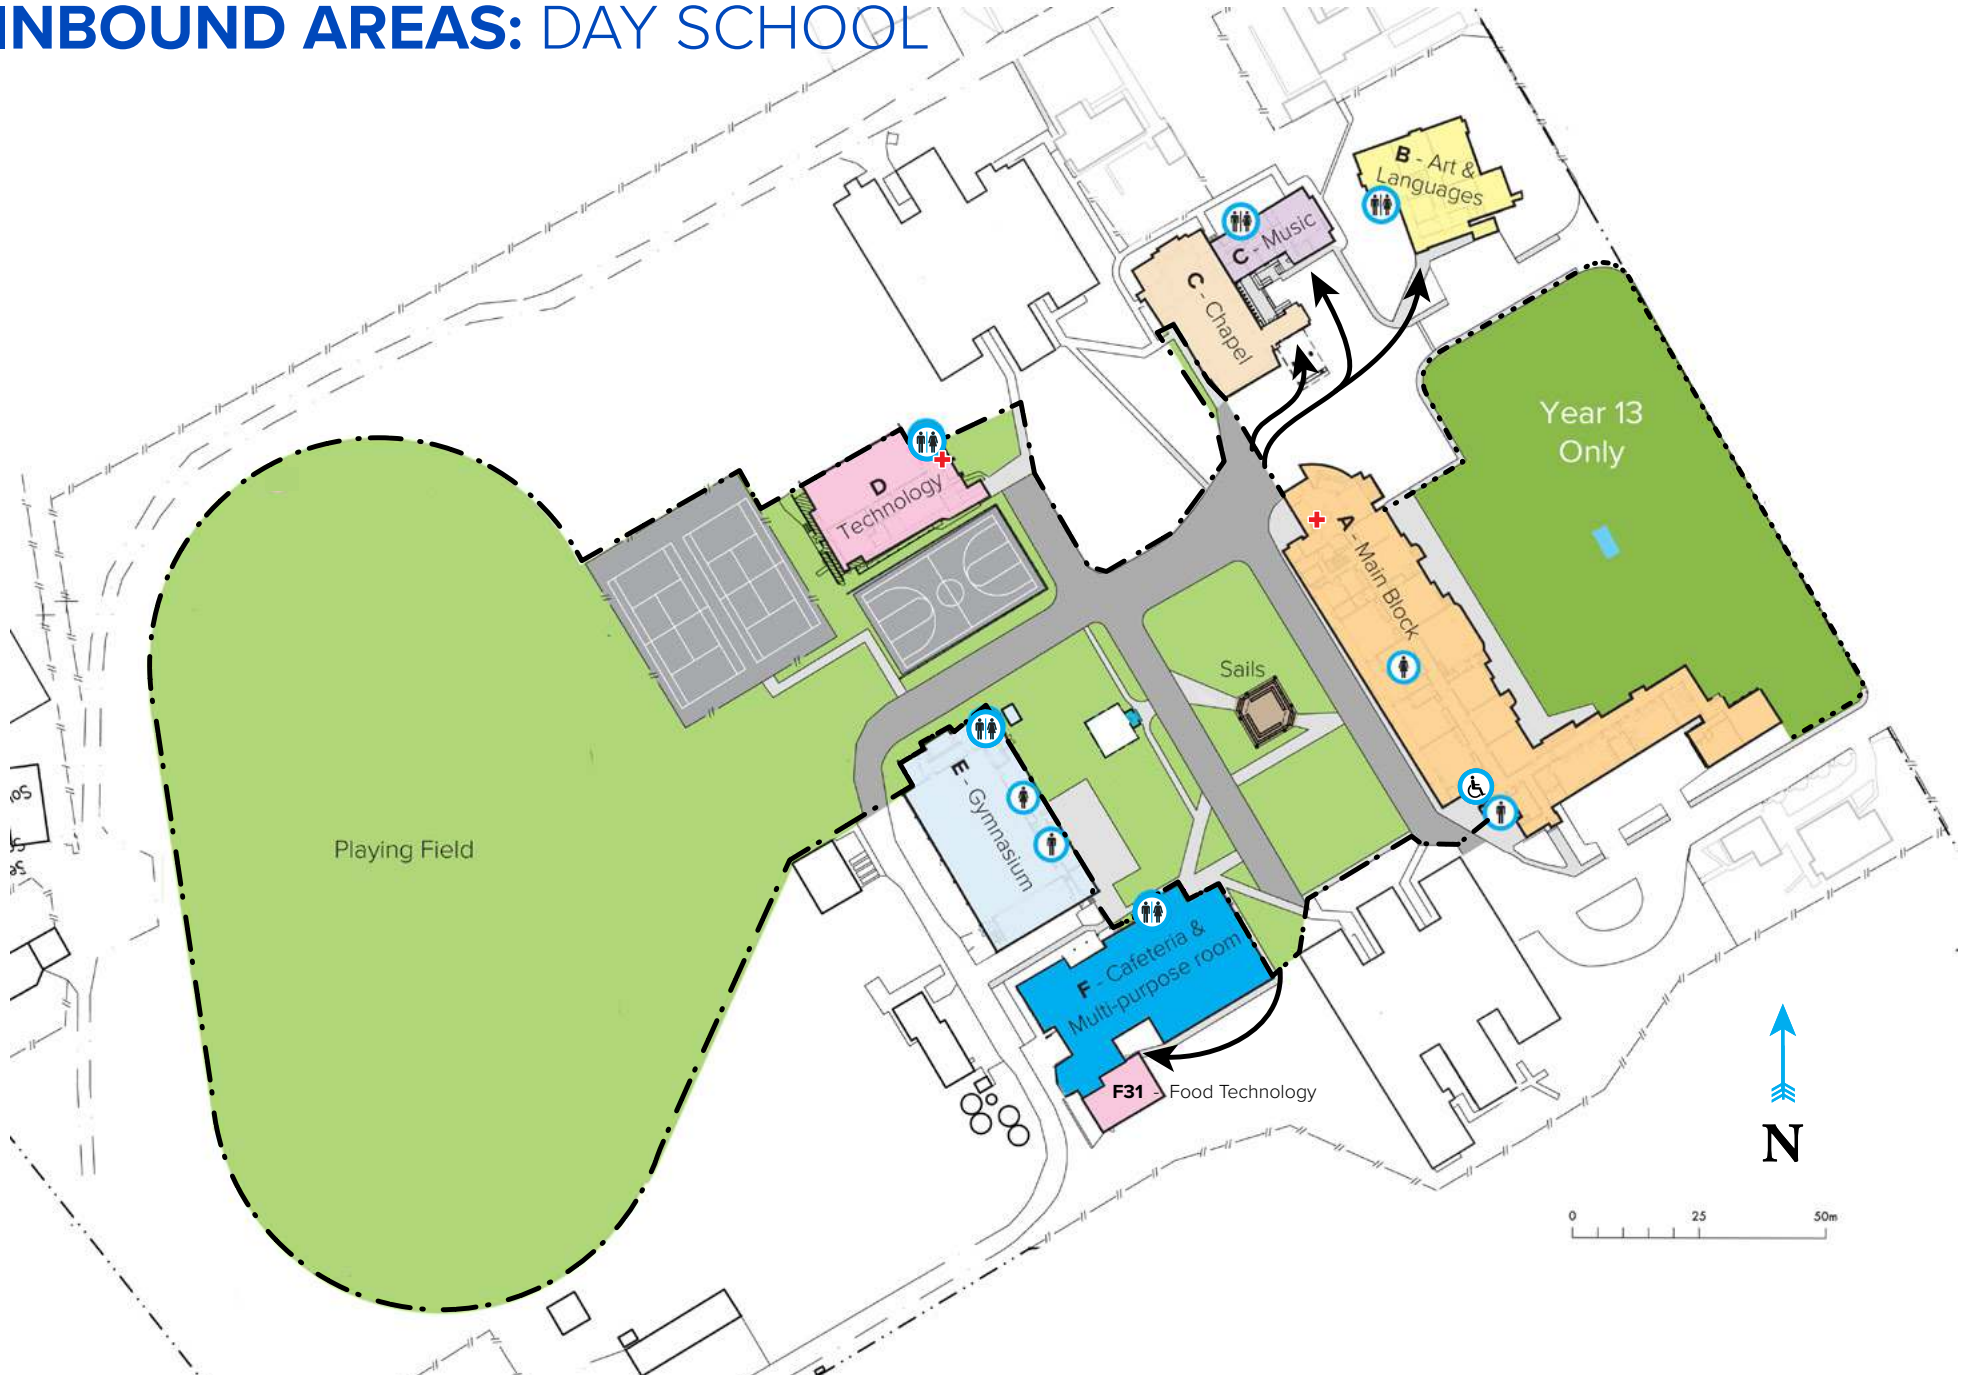 INBOUND AREAS: DAY SCHOOL
B - Art &
Languages
C - Music
C - Chapel
Year 13
Only
D
Technology
A - Main Block
Sails
E - Gymnasium
Playing Field
F - Cafeteria &
Multi-purpose room
F31 - Food Technology
N
0 25 50m